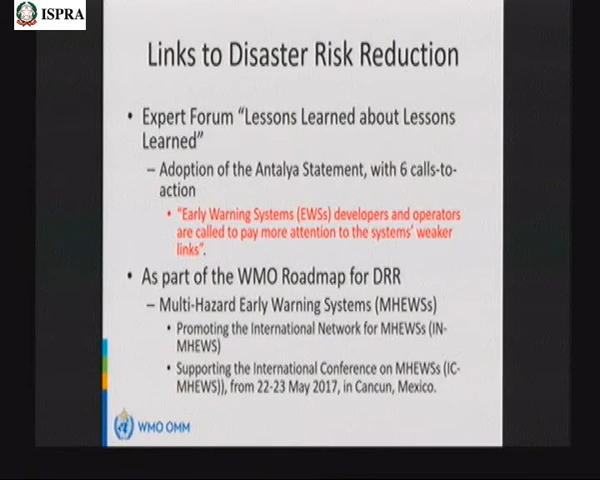 ISPRA
Links to Disaster Risk Reduction
• Expert Forum “Lessons Learned about Lessons
Learned”
– Adoption of the Antalya Statement, with 6 calls-to-
action
• “Early Warning Systems (EWSs) developers and operators
are called to pay more attention to the systems’ weaker
links”.
• As part of the WMO Roadmap for DRR
– Multi-Hazard Early Warning Systems (MHEWSs)
• Promoting the International Network for MHEWSs (IN-
MHEWS)
• Supporting the International Conference on MHEWSs (IC-
MHEWS)), from 22-23 May 2017, in Cancun, Mexico.
WMO OMM